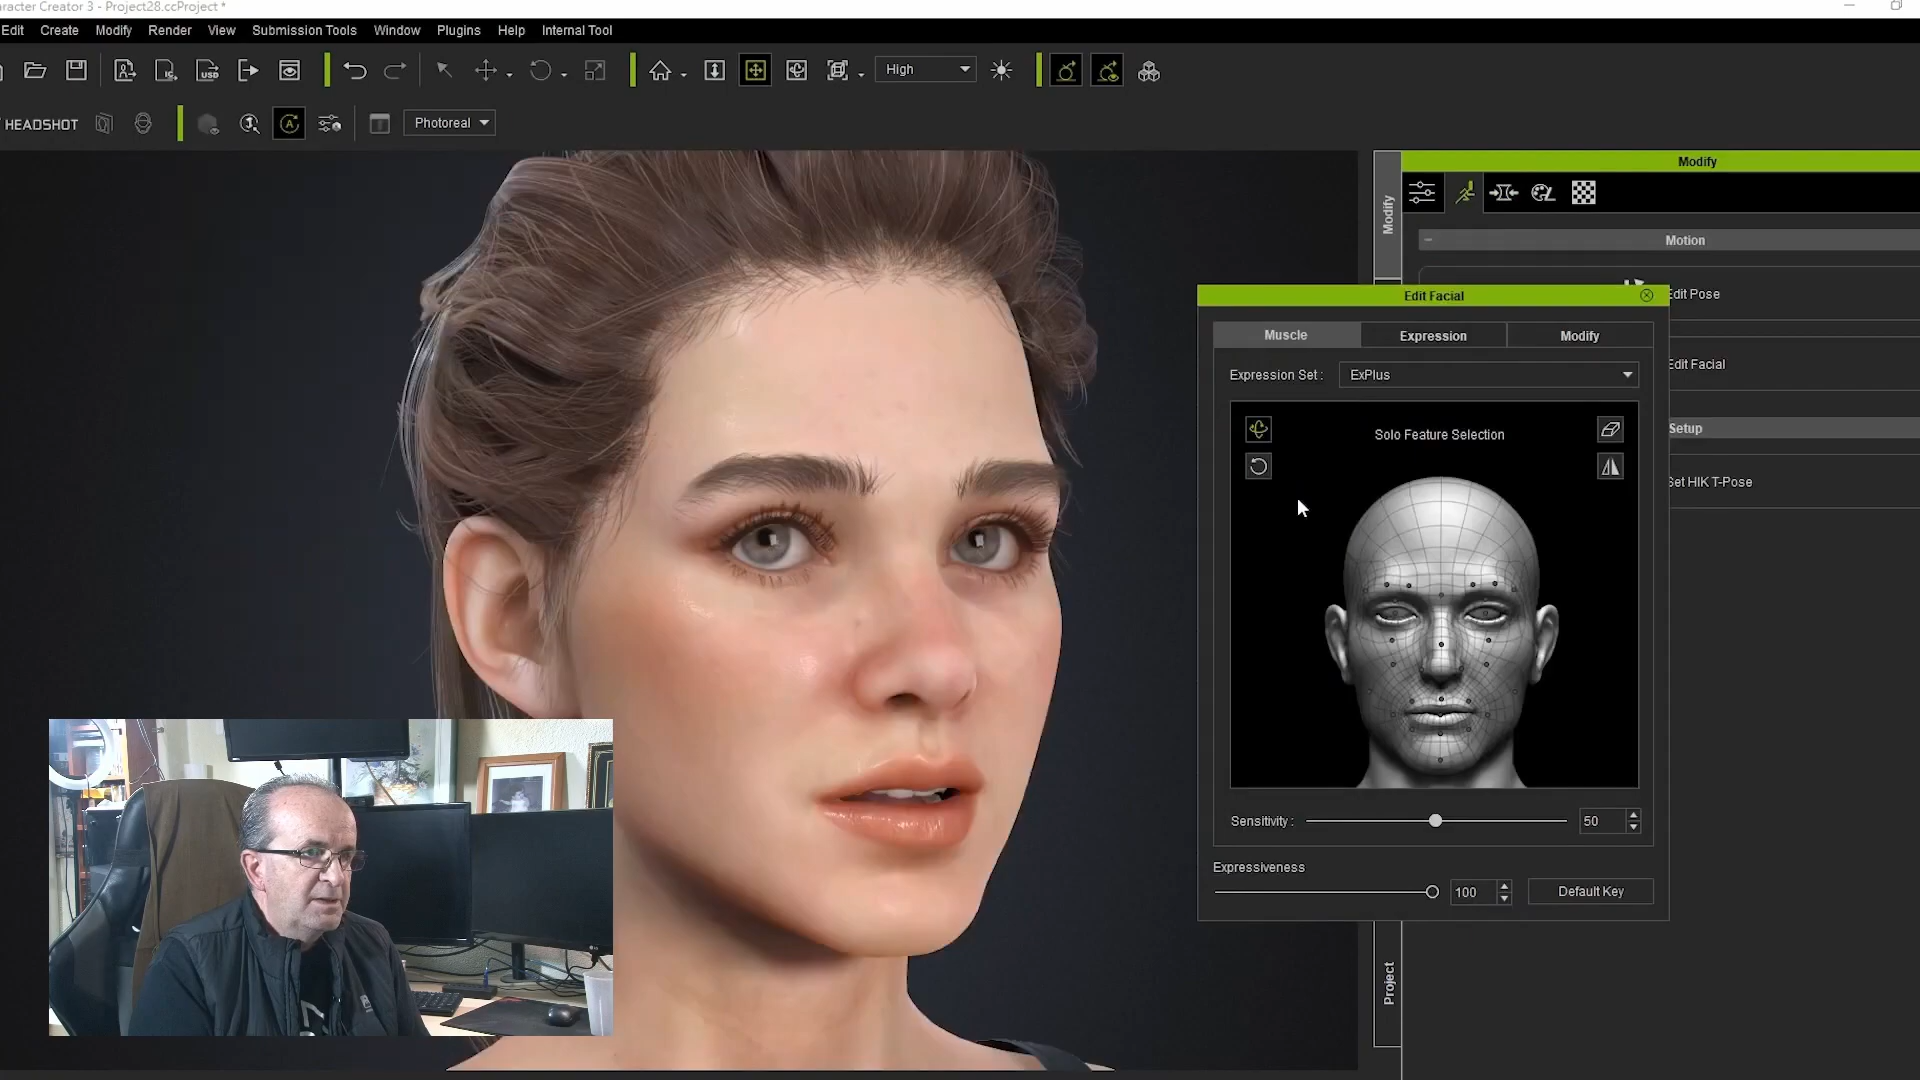 aracter Creator 3 - Project28.ccProject *
Edit Create Modify Render View Submission Tools Window Plugins Help Internal Tool
High
HEADSHOT
Photoreal
Modify
Modify
Motion
Edit Pose
Edit Facial
Muscle Expression Modify
Expression Set : ExPlus
Edit Facial
Solo Feature Selection
Setup
Set HIK T-Pose
Sensitivity : 50
Expressiveness
100 Default Key
Project